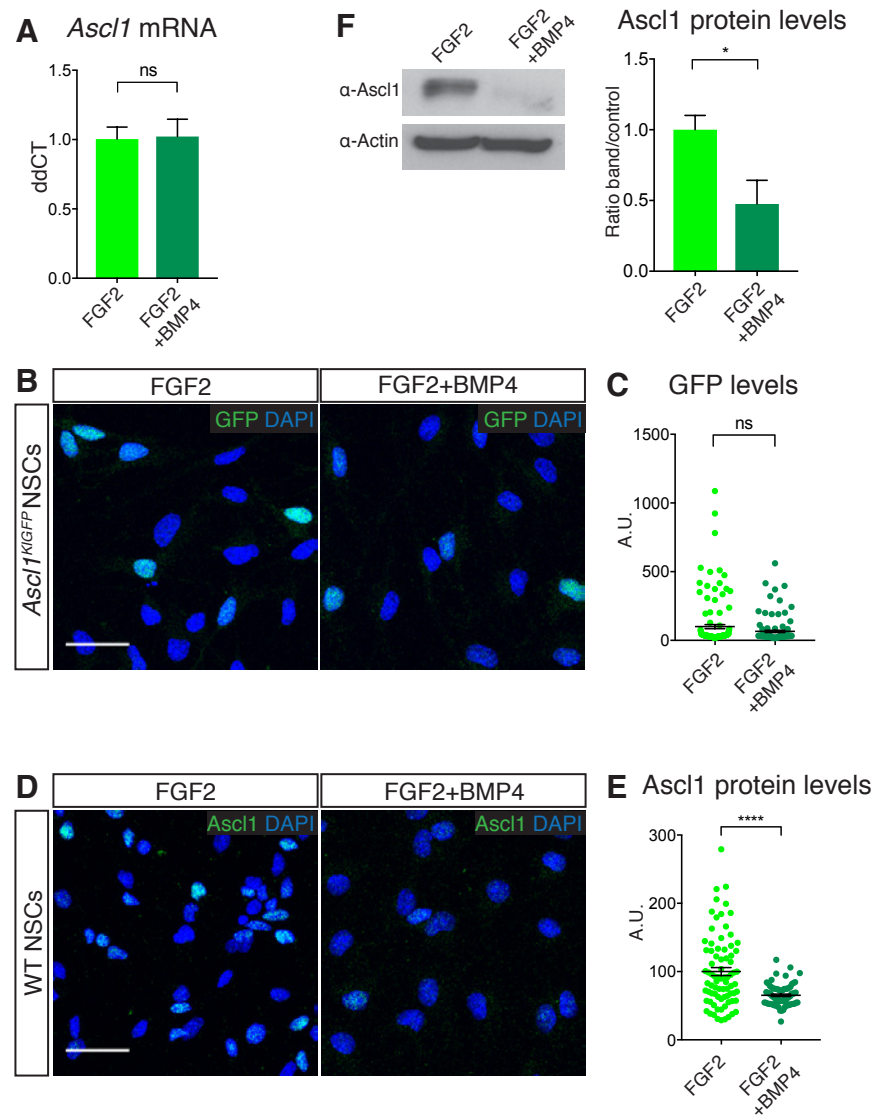 A
Ascl1 mRNA
ddCT
1.5
1.0
0.5
0.0
ns
FGF2
FGF2
+BMP4
F
FGF2
FGF2
+BMP4
α-Ascl1
α-Actin
Ascl1 protein levels
Ratio band/control
1.5
1.0
0.5
0.0
*
FGF2
FGF2
+BMP4
B
FGF2
FGF2+BMP4
Ascl1KIGFP NSCs
GFP DAPI
GFP DAPI
C
GFP levels
A.U.
1500
1000
500
0
ns
FGF2
FGF2
+BMP4
D
FGF2
FGF2+BMP4
WT NSCs
Ascl1 DAPI
Ascl1 DAPI
E
Ascl1 protein levels
A.U.
300
200
100
0
****
FGF2
FGF2
+BMP4